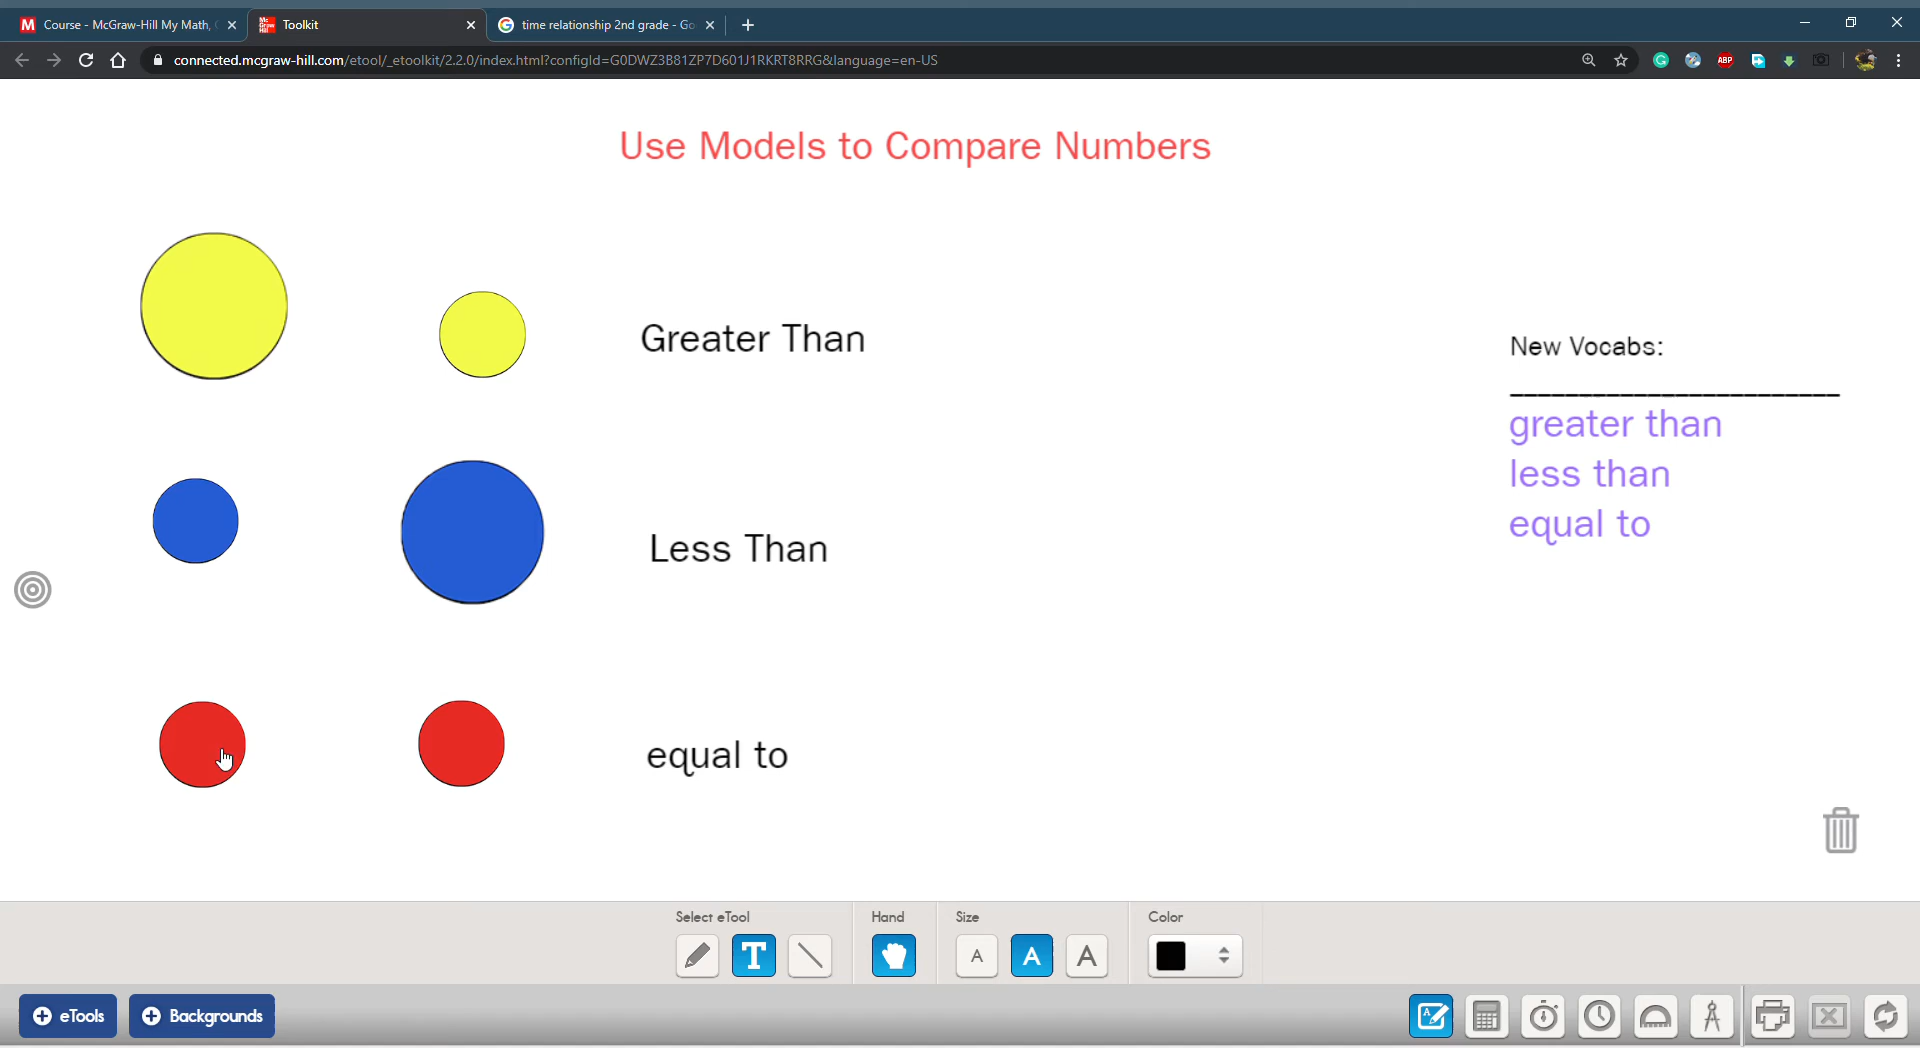 Course - McGraw-Hill My Math,
Toolkit
time relationship 2nd grade - Go
connected.mcgraw-hill.com/etool/_etoolkit/2.2.0/index.html?configId=G0DWZ3B81ZP7D601J1RKRT8RRG&language=en-US
ABP
Use Models to Compare Numbers
Greater Than
New Vocabs:
greater than
less than
equal to
Less Than
equal to
Select eTool
Hand
Size
Color
T
A
A
A
eTools
Backgrounds